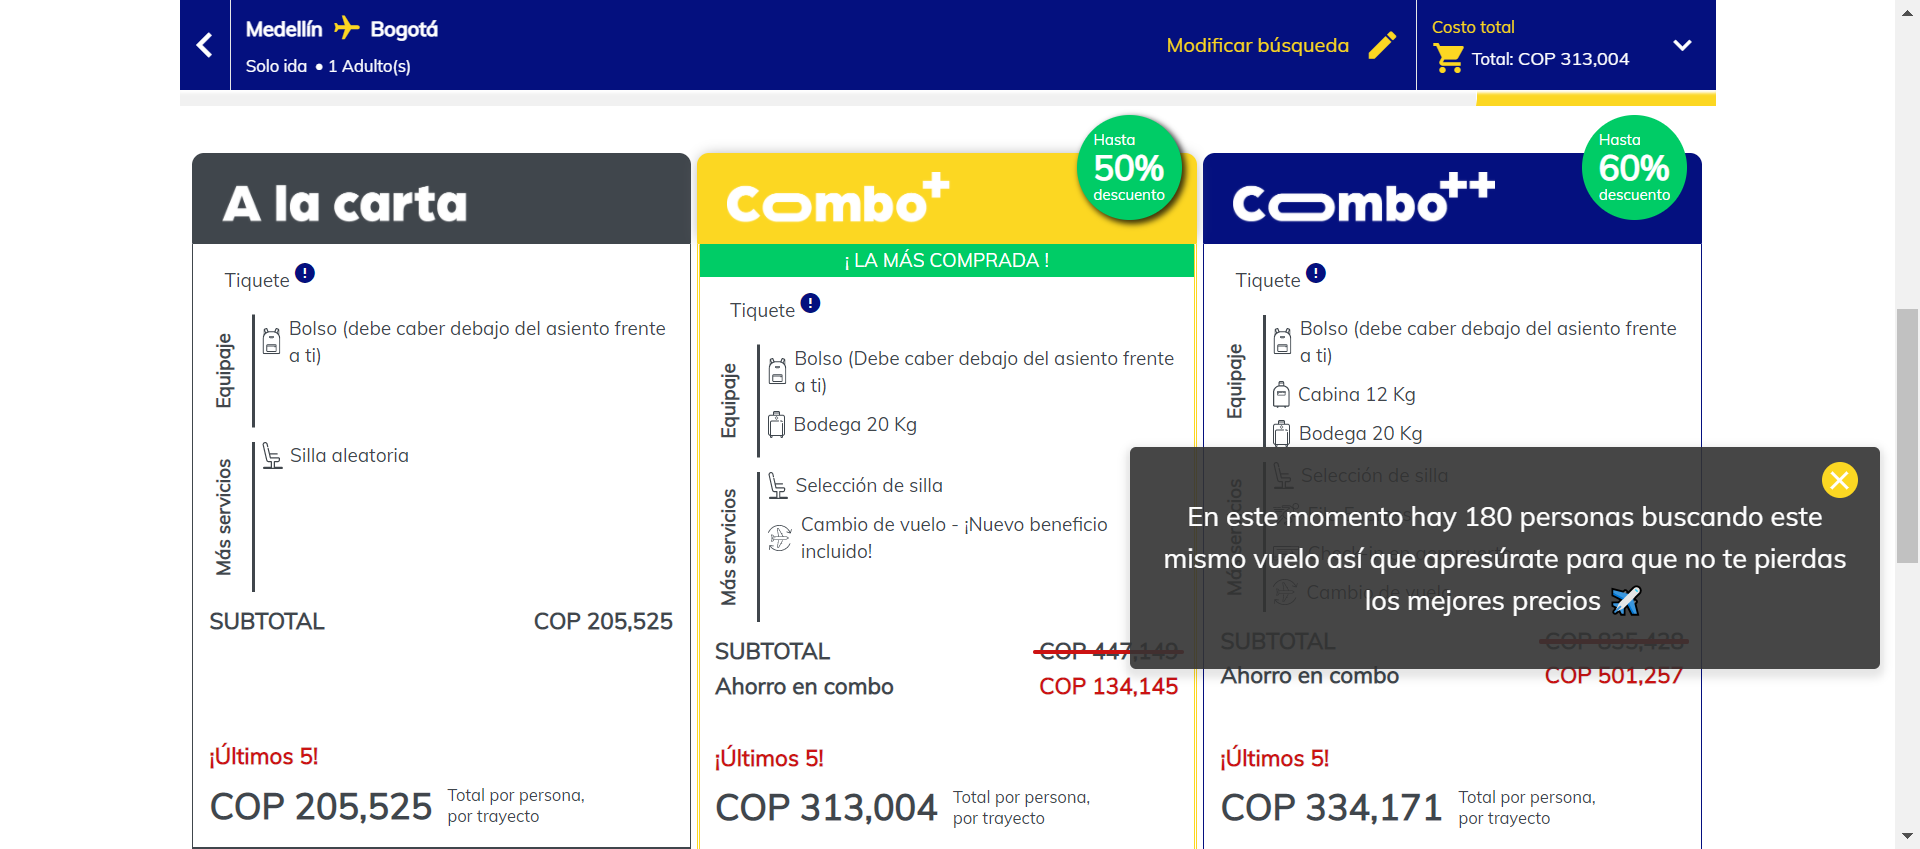 Medellín Bogotá
Solo ida • 1 Adulto(s)
Modificar búsqueda
Costo total
Total: COP 313,004
A la carta
Tiquete
Equipaje
Bolso (debe caber debajo del asiento frente
a ti)
Más servicios
Silla aleatoria
SUBTOTAL COP 205,525
¡Últimos 5!
COP 205,525
Total por persona,
por trayecto
Combo+
Hasta
50%
descuento
¡ LA MÁS COMPRADA !
Tiquete
Equipaje
Bolso (Debe caber debajo del asiento frente
a ti)
Bodega 20 Kg
Más servicios
Selección de silla
Cambio de vuelo - ¡Nuevo beneficio
incluido!
SUBTOTAL COP 447,149
Ahorro en combo COP 134,145
¡Últimos 5!
COP 313,004
Total por persona,
por trayecto
Combo++
Hasta
60%
descuento
Tiquete
Equipaje
Bolso (debe caber debajo del asiento frente
a ti)
Cabina 12 Kg
Bodega 20 Kg
Más servicios
Selección de silla
Cambio de vuelo
SUBTOTAL COP 835,428
Ahorro en combo COP 501,257
¡Últimos 5!
COP 334,171
Total por persona,
por trayecto
En este momento hay 180 personas buscando este
mismo vuelo así que apresúrate para que no te pierdas
los mejores precios